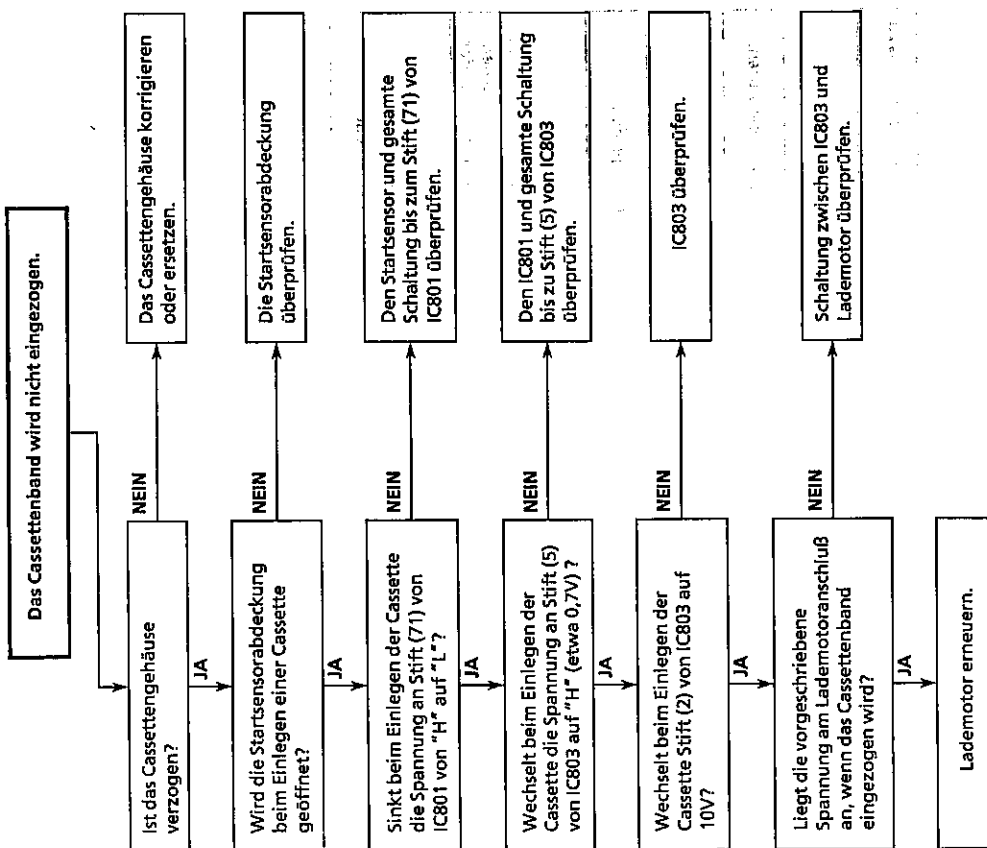 Das Cassettenband wird nicht eingezogen.
Ist das Cassettengehäuse
verzogen?
NEIN
Das Cassettengehäuse korrigieren
oder ersetzen.
JA
Wird die Startsensorabdeckung
beim Einlegen einer Cassette
geöffnet?
NEIN
Die Startsensorabdeckung
überprüfen.
JA
Sinkt beim Einlegen der Cassette
die Spannung an Stift (71) von
IC801 von "H" auf "L"?
NEIN
Den Startsensor und gesamte
Schaltung bis zum Stift (71) von
IC801 überprüfen.
JA
Wechselt beim Einlegen der
Cassette die Spannung an Stift (5)
von IC803 auf "H" (etwa 0,7V) ?
NEIN
Den IC801 und gesamte Schaltung
bis zu Stift (5) von IC803
überprüfen.
JA
Wechselt beim Einlegen der
Cassette Stift (2) von IC803 auf
10V?
NEIN
IC803 überprüfen.
JA
Liegt die vorgeschriebene
Spannung am Lademotoranschluß
an, wenn das Cassettenband
eingezogen wird?
NEIN
Schaltung zwischen IC803 und
Lademotor überprüfen.
JA
Lademotor erneuern.